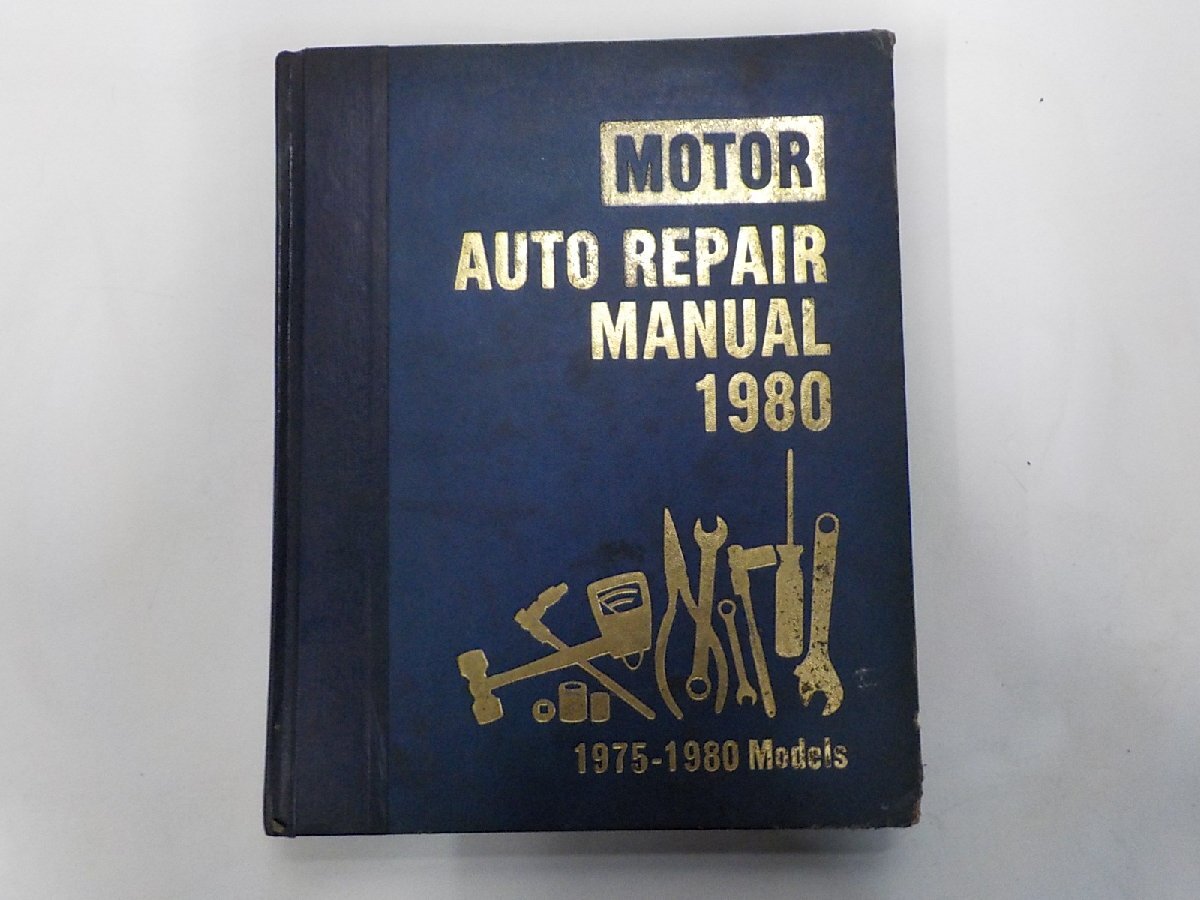 MOTOR
AUTO REPAIR
MANUAL
1980
1975-1980 Models